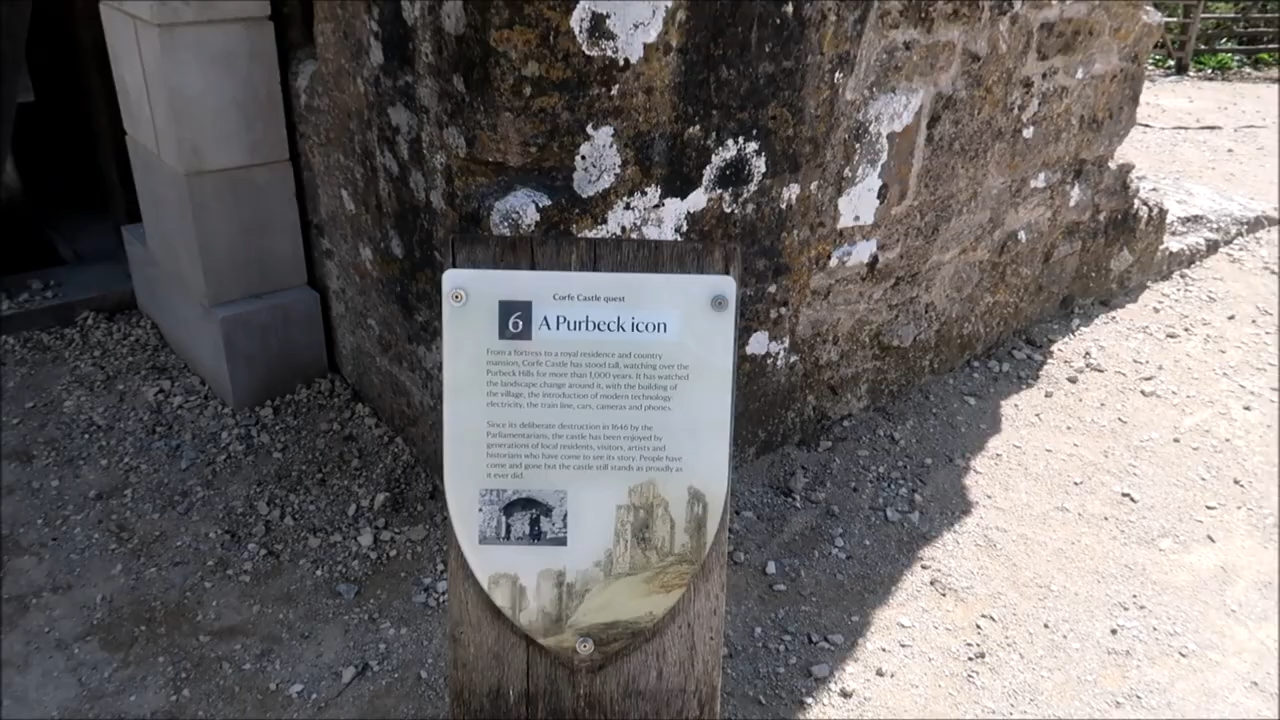 Corfe Castle quest
6 A Purbeck icon
From a fortress to a royal residence and country
mansion, Corfe Castle has stood tall, watching over the
Purbeck Hills for more than 1,000 years. It has watched
the landscape change around it, with the building of
the village, the introduction of modern technology
electricity, the train line, cars, cameras and phones.
Since its deliberate destruction in 1646 by the
Parliamentarians, the castle has been enjoyed by
generations of local residents, visitors, artists and
historians who have come to see its story. People have
come and gone but the castle still stands as proudly as
it ever did.